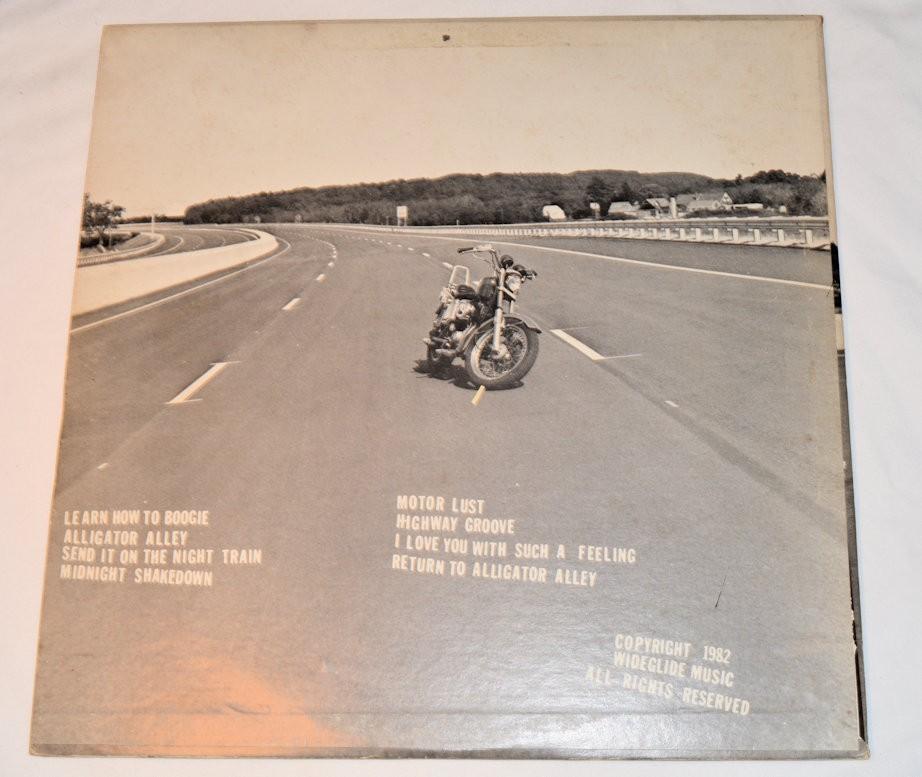 LEARN HOW TO BOOGIE
ALLIGATOR ALLEY
SEND IT ON THE NIGHT TRAIN
MIDNIGHT SHAKEDOWN
MOTOR LUST
HIGHWAY GROOVE
I LOVE YOU WITH SUCH A FEELING
RETURN TO ALLIGATOR ALLEY
COPYRIGHT 1982
WIDEGLIDE MUSIC
ALL RIGHTS RESERVED